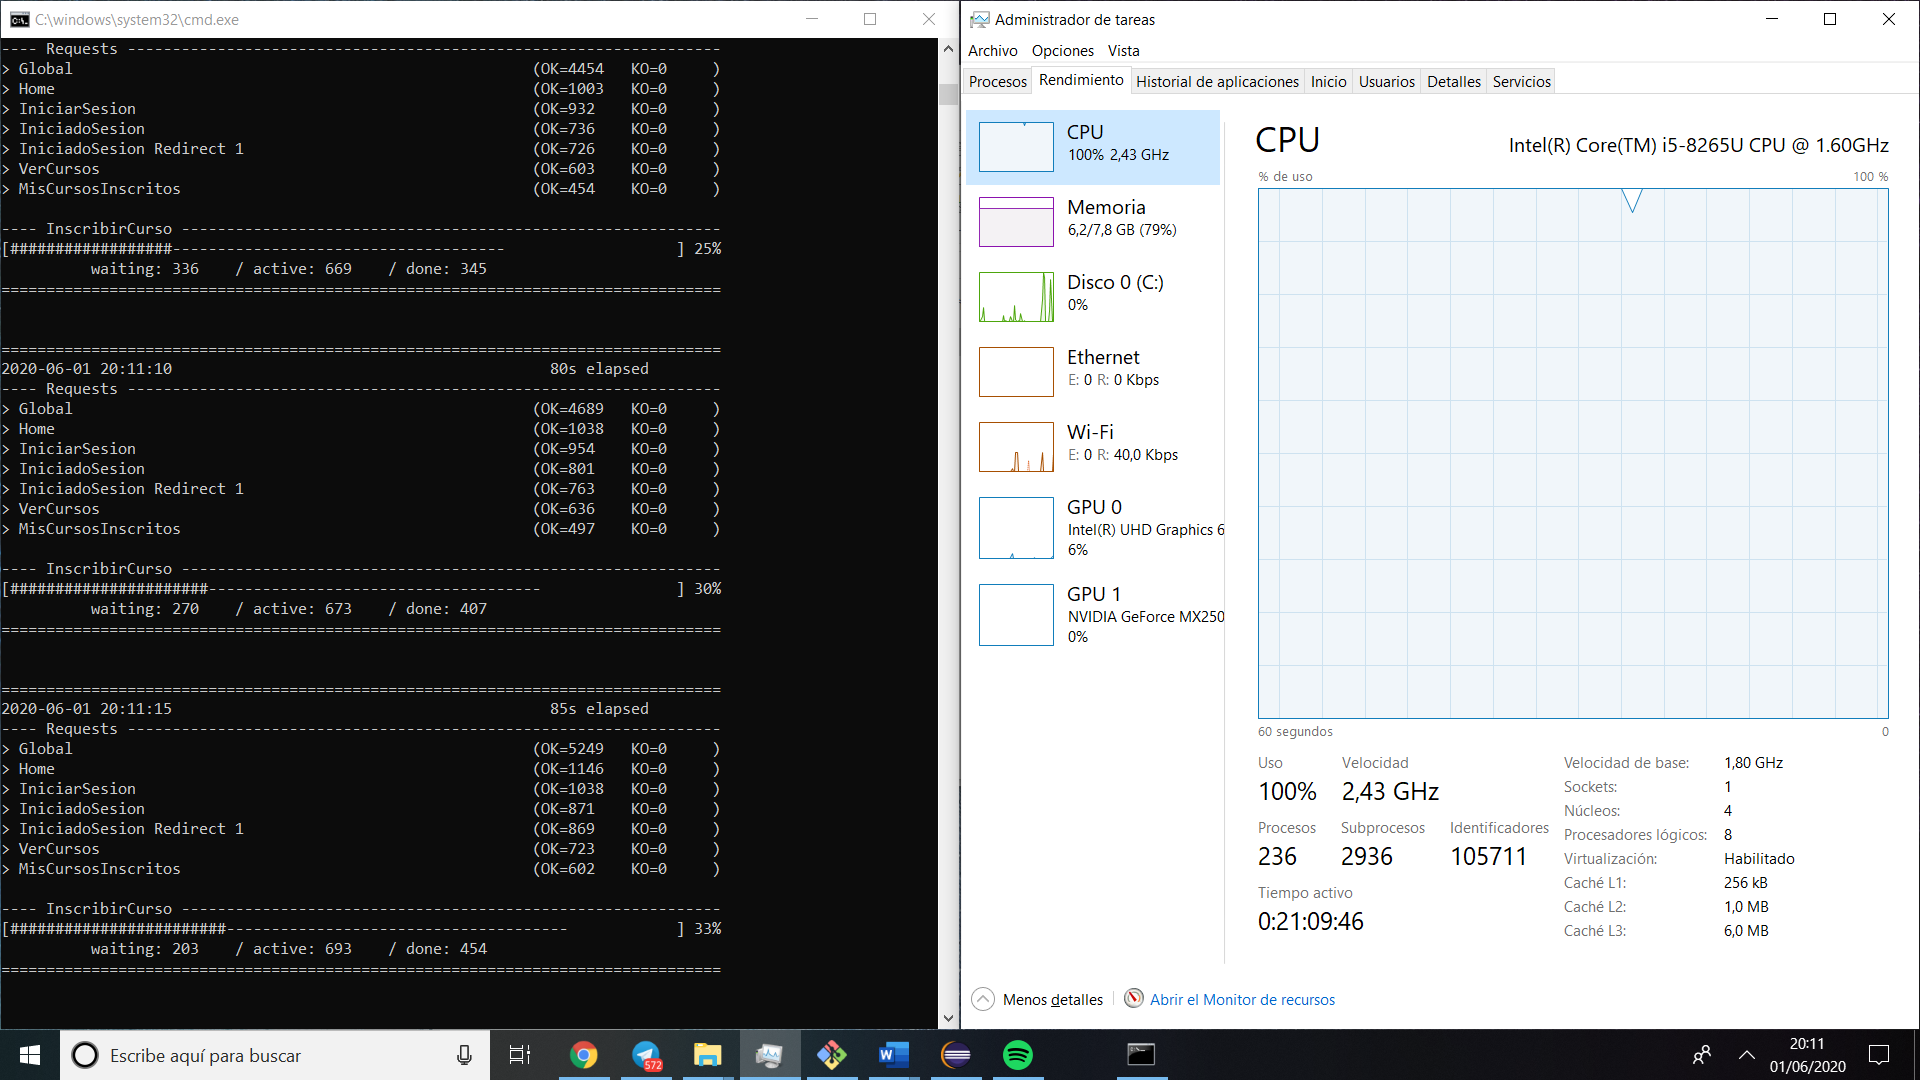 C:\windows\system32\cmd.exe
---- Requests ------------------------------------------------------------------
> Global                                                   (OK=4454   KO=0     )
> Home                                                     (OK=1003   KO=0     )
> IniciarSesion                                            (OK=932    KO=0     )
> IniciadoSesion                                           (OK=736    KO=0     )
> IniciadoSesion Redirect 1                                (OK=726    KO=0     )
> VerCursos                                                (OK=603    KO=0     )
> MisCursosInscritos                                       (OK=454    KO=0     )
---- InscribirCurso ------------------------------------------------------------
[##################-------------------------------------                   ] 25%
          waiting: 336    / active: 669    / done: 345
================================================================================
================================================================================
2020-06-01 20:11:10                                          80s elapsed
---- Requests ------------------------------------------------------------------
> Global                                                   (OK=4689   KO=0     )
> Home                                                     (OK=1038   KO=0     )
> IniciarSesion                                            (OK=954    KO=0     )
> IniciadoSesion                                           (OK=801    KO=0     )
> IniciadoSesion Redirect 1                                (OK=763    KO=0     )
> VerCursos                                                (OK=636    KO=0     )
> MisCursosInscritos                                       (OK=497    KO=0     )
---- InscribirCurso ------------------------------------------------------------
[######################-------------------------------------               ] 30%
          waiting: 270    / active: 673    / done: 407
================================================================================
================================================================================
2020-06-01 20:11:15                                          85s elapsed
---- Requests ------------------------------------------------------------------
> Global                                                   (OK=5249   KO=0     )
> Home                                                     (OK=1146   KO=0     )
> IniciarSesion                                            (OK=1038   KO=0     )
> IniciadoSesion                                           (OK=871    KO=0     )
> IniciadoSesion Redirect 1                                (OK=869    KO=0     )
> VerCursos                                                (OK=723    KO=0     )
> MisCursosInscritos                                       (OK=602    KO=0     )
---- InscribirCurso ------------------------------------------------------------
[########################--------------------------------------            ] 33%
          waiting: 203    / active: 693    / done: 454
================================================================================
Administrador de tareas
Archivo Opciones Vista
Procesos Rendimiento Historial de aplicaciones Inicio Usuarios Detalles Servicios
CPU
100% 2,43 GHz
Memoria
6,2/7,8 GB (79%)
Disco 0 (C:)
0%
Ethernet
E: 0 R: 0 Kbps
Wi-Fi
E: 0 R: 40,0 Kbps
GPU 0
Intel(R) UHD Graphics 6
6%
GPU 1
NVIDIA GeForce MX250
0%
CPU Intel(R) Core(TM) i5-8265U CPU @ 1.60GHz
% de uso 100 %
60 segundos 0
Uso Velocidad
100% 2,43 GHz
Procesos Subprocesos Identificadores
236 2936 105711
Tiempo activo
0:21:09:46
Velocidad de base: 1,80 GHz
Sockets: 1
Núcleos: 4
Procesadores lógicos: 8
Virtualización: Habilitado
Caché L1: 256 kB
Caché L2: 1,0 MB
Caché L3: 6,0 MB
Menos detalles Abrir el Monitor de recursos
Escribe aquí para buscar
572
20:11
01/06/2020